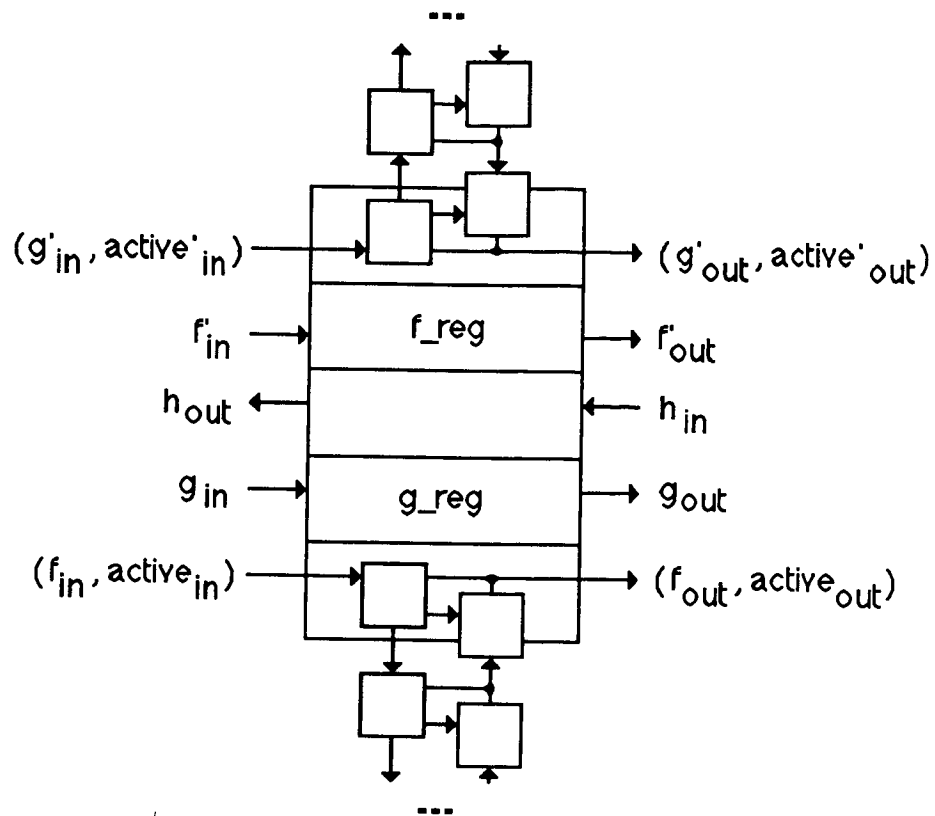 (g'in, active'in) (g'out, active'out)
f'in f_reg f'out
hout hin
gin g_reg gout
(fin, activein) (fout, activeout)